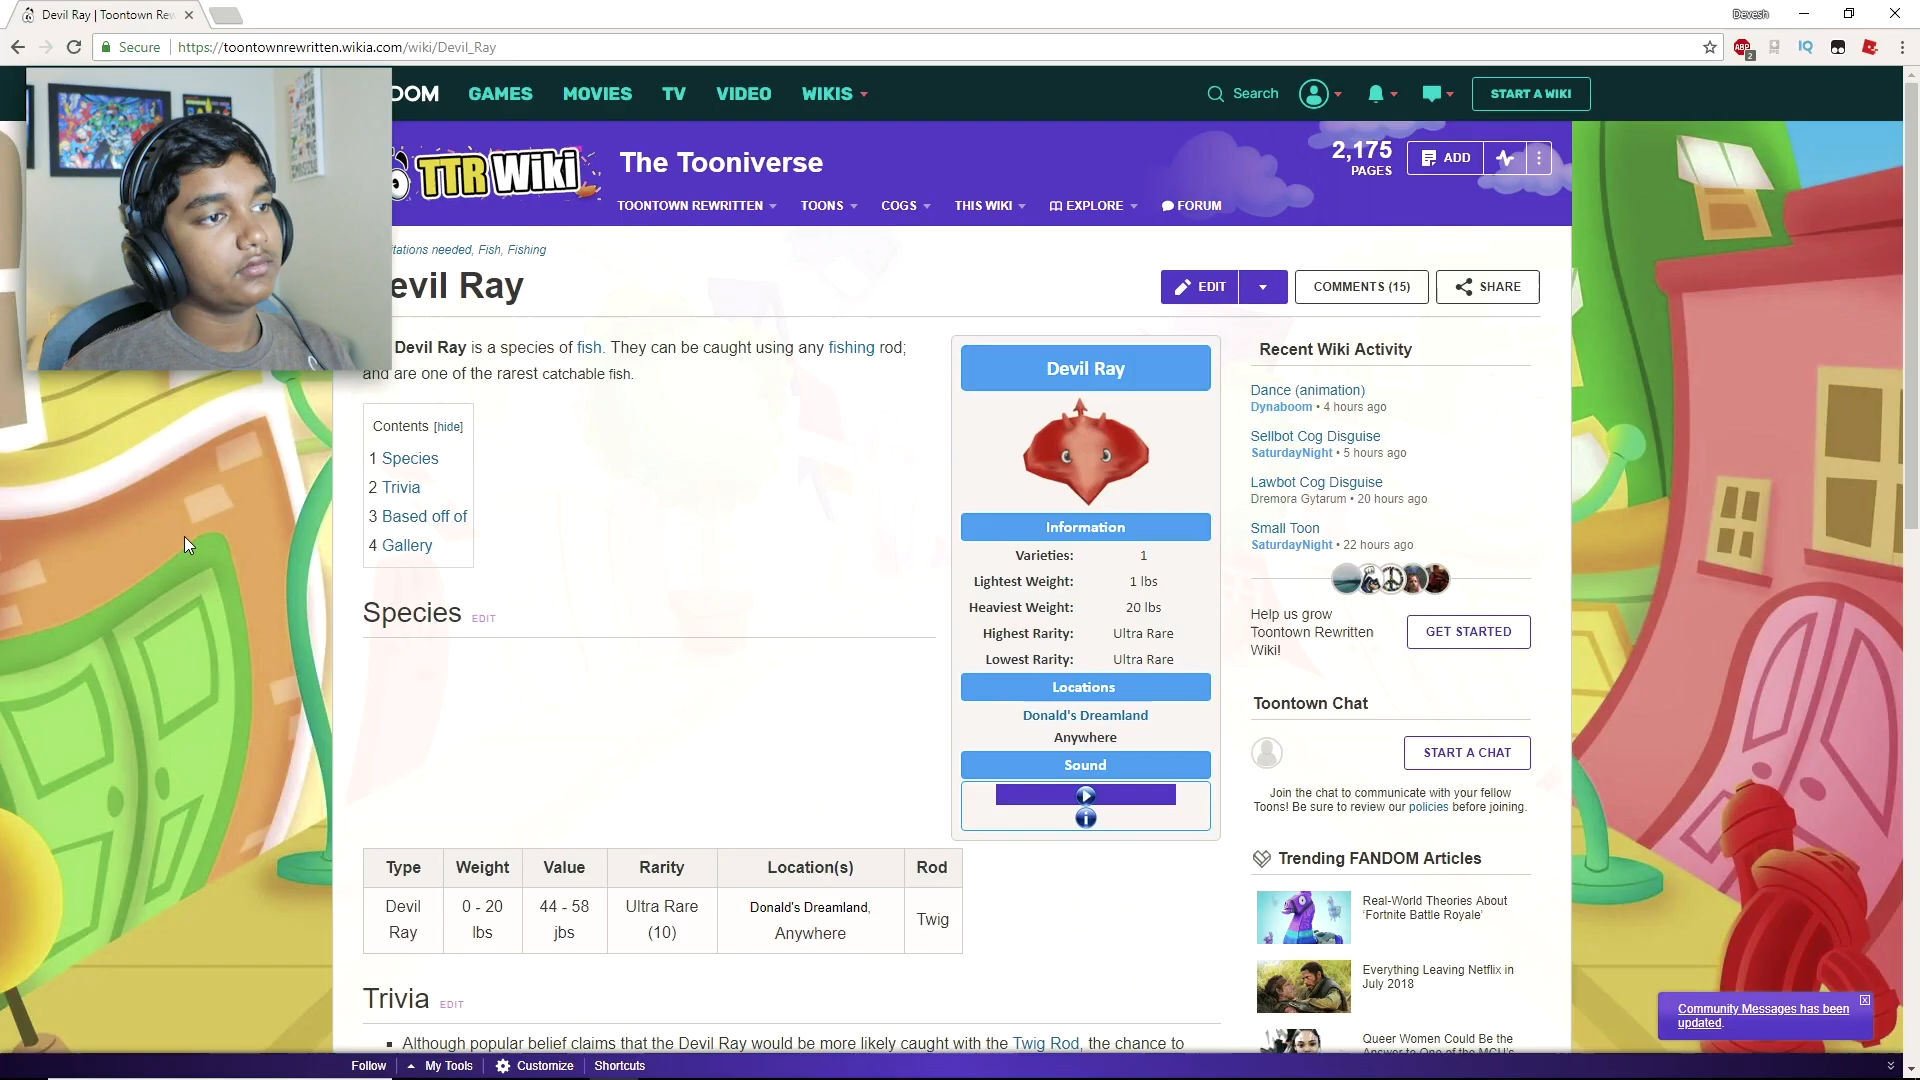 Devil Ray | Toontown Rew
Devesh
Secure
https://toontownrewritten.wikia.com/wiki/Devil_Ray
ABP
2
IQ
DOM
GAMES
MOVIES
TV
VIDEO
WIKIS
Search
START A WIKI
TTR WiKi
The Tooniverse
2,175
PAGES
ADD
TOONTOWN REWRITTEN
TOONS
COGS
THIS WIKI
EXPLORE
FORUM
itations needed, Fish, Fishing
evil Ray
EDIT
COMMENTS (15)
SHARE
Devil Ray is a species of fish. They can be caught using any fishing rod;
and are one of the rarest catchable fish.
Contents [hide]
1 Species
2 Trivia
3 Based off of
4 Gallery
Species EDIT
Devil Ray
Information
Varieties: 1
Lightest Weight: 1 lbs
Heaviest Weight: 20 lbs
Highest Rarity: Ultra Rare
Lowest Rarity: Ultra Rare
Locations
Donald's Dreamland
Anywhere
Sound
Type Weight Value Rarity Location(s) Rod
Devil Ray 0 - 20 lbs 44 - 58 jbs Ultra Rare (10) Donald's Dreamland, Anywhere Twig
Trivia EDIT
Although popular belief claims that the Devil Ray would be more likely caught with the Twig Rod, the chance to
Recent Wiki Activity
Dance (animation)
Dynaboom • 4 hours ago
Sellbot Cog Disguise
SaturdayNight • 5 hours ago
Lawbot Cog Disguise
Dremora Gytarum • 20 hours ago
Small Toon
SaturdayNight • 22 hours ago
Help us grow
Toontown Rewritten
Wiki!
GET STARTED
Toontown Chat
START A CHAT
Join the chat to communicate with your fellow
Toons! Be sure to review our policies before joining.
Trending FANDOM Articles
Real-World Theories About
'Fortnite Battle Royale'
Everything Leaving Netflix in
July 2018
Queer Women Could Be the
Answer to One of the MCU's
Community Messages has been
updated.
Follow
My Tools
Customize
Shortcuts